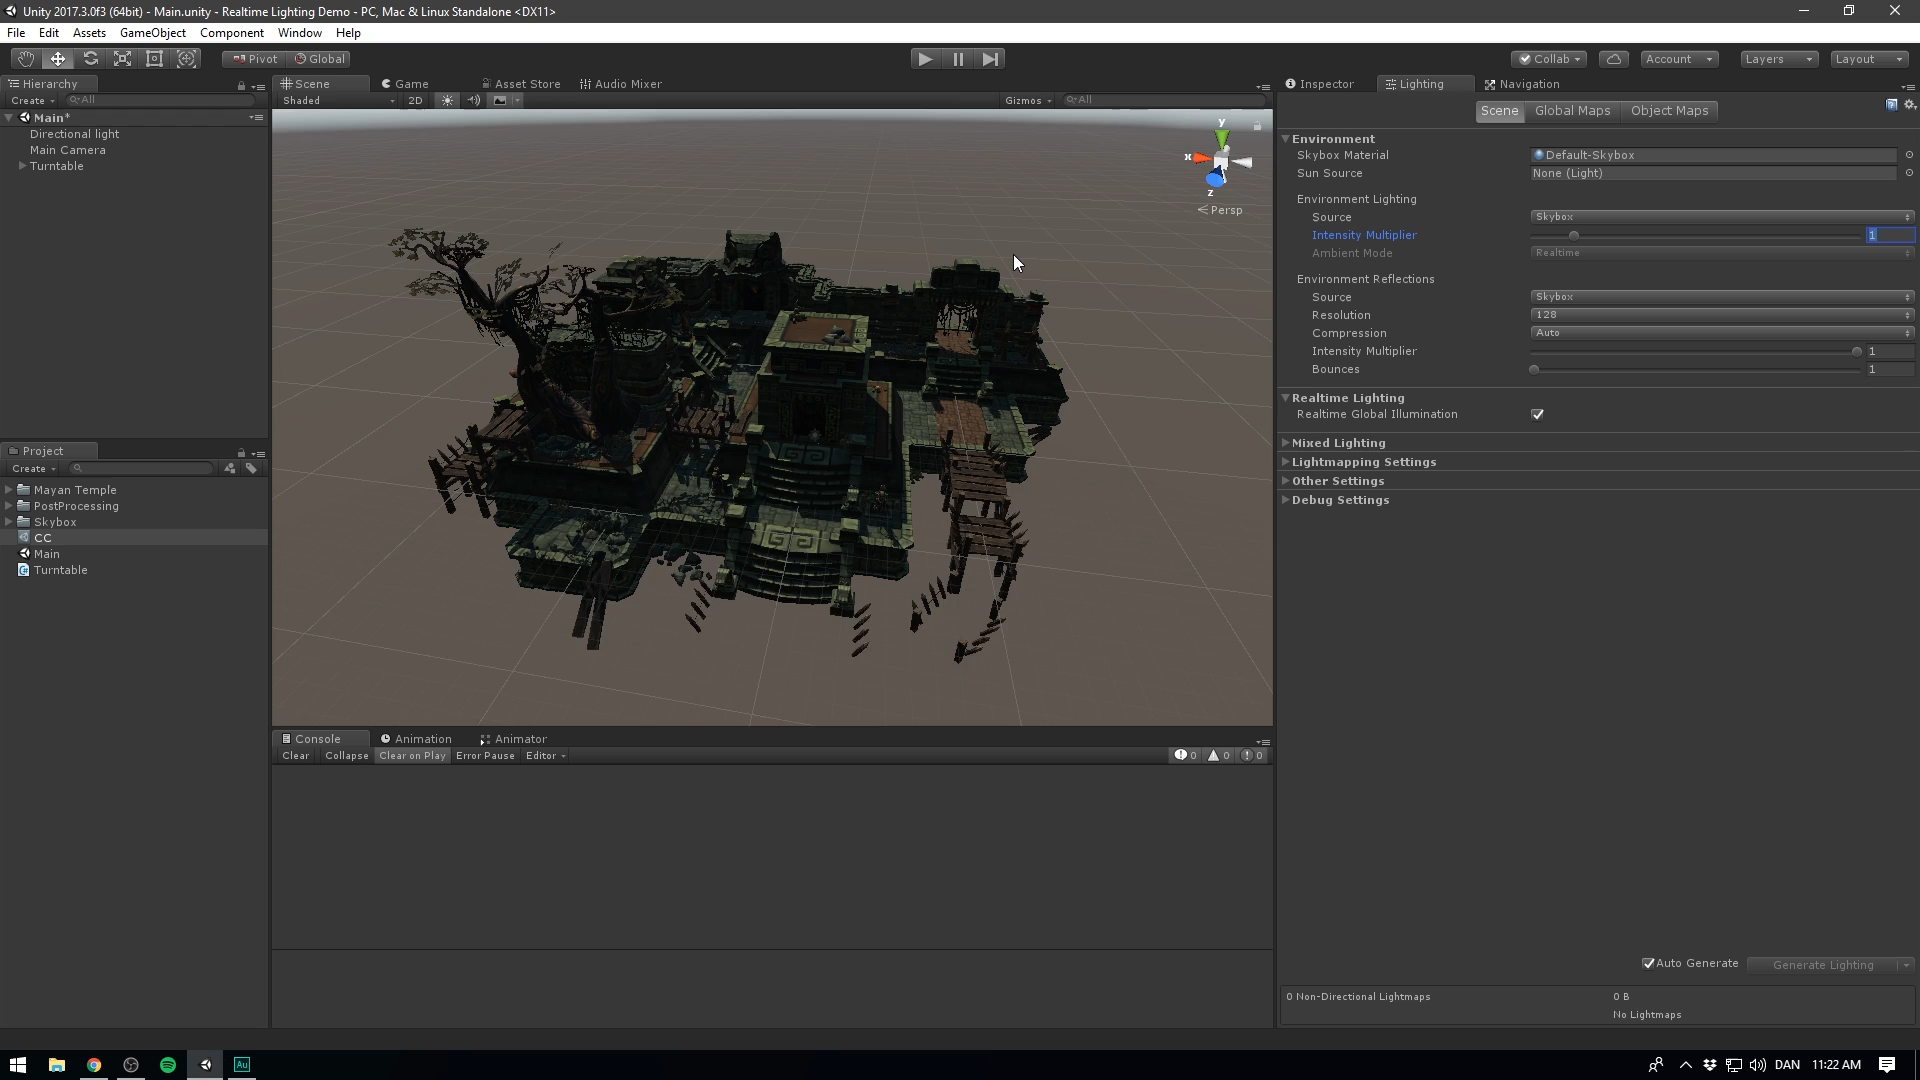 Unity 2017.3.0f3 (64bit) - Main.unity - Realtime Lighting Demo - PC, Mac & Linux Standalone <DX11>
File Edit Assets GameObject Component Window Help
Pivot Global Collab Account Layers Layout
Hierarchy
Create All
Main*
Directional light
Main Camera
Turntable
Project
Create
Mayan Temple
PostProcessing
Skybox
CC
Main
Turntable
Scene Game Asset Store Audio Mixer
Shaded 2D Gizmos All
y
x
z
Persp
Console Animation Animator
Clear Collapse Clear on Play Error Pause Editor 0 0 0
Inspector Lighting Navigation
Scene Global Maps Object Maps
Environment
Skybox Material Default-Skybox
Sun Source None (Light)
Environment Lighting
Source Skybox
Intensity Multiplier 1
Ambient Mode Realtime
Environment Reflections
Source Skybox
Resolution 128
Compression Auto
Intensity Multiplier 1
Bounces 1
Realtime Lighting
Realtime Global Illumination
Mixed Lighting
Lightmapping Settings
Other Settings
Debug Settings
Auto Generate Generate Lighting
0 Non-Directional Lightmaps 0 B
No Lightmaps
Au DAN 11:22 AM